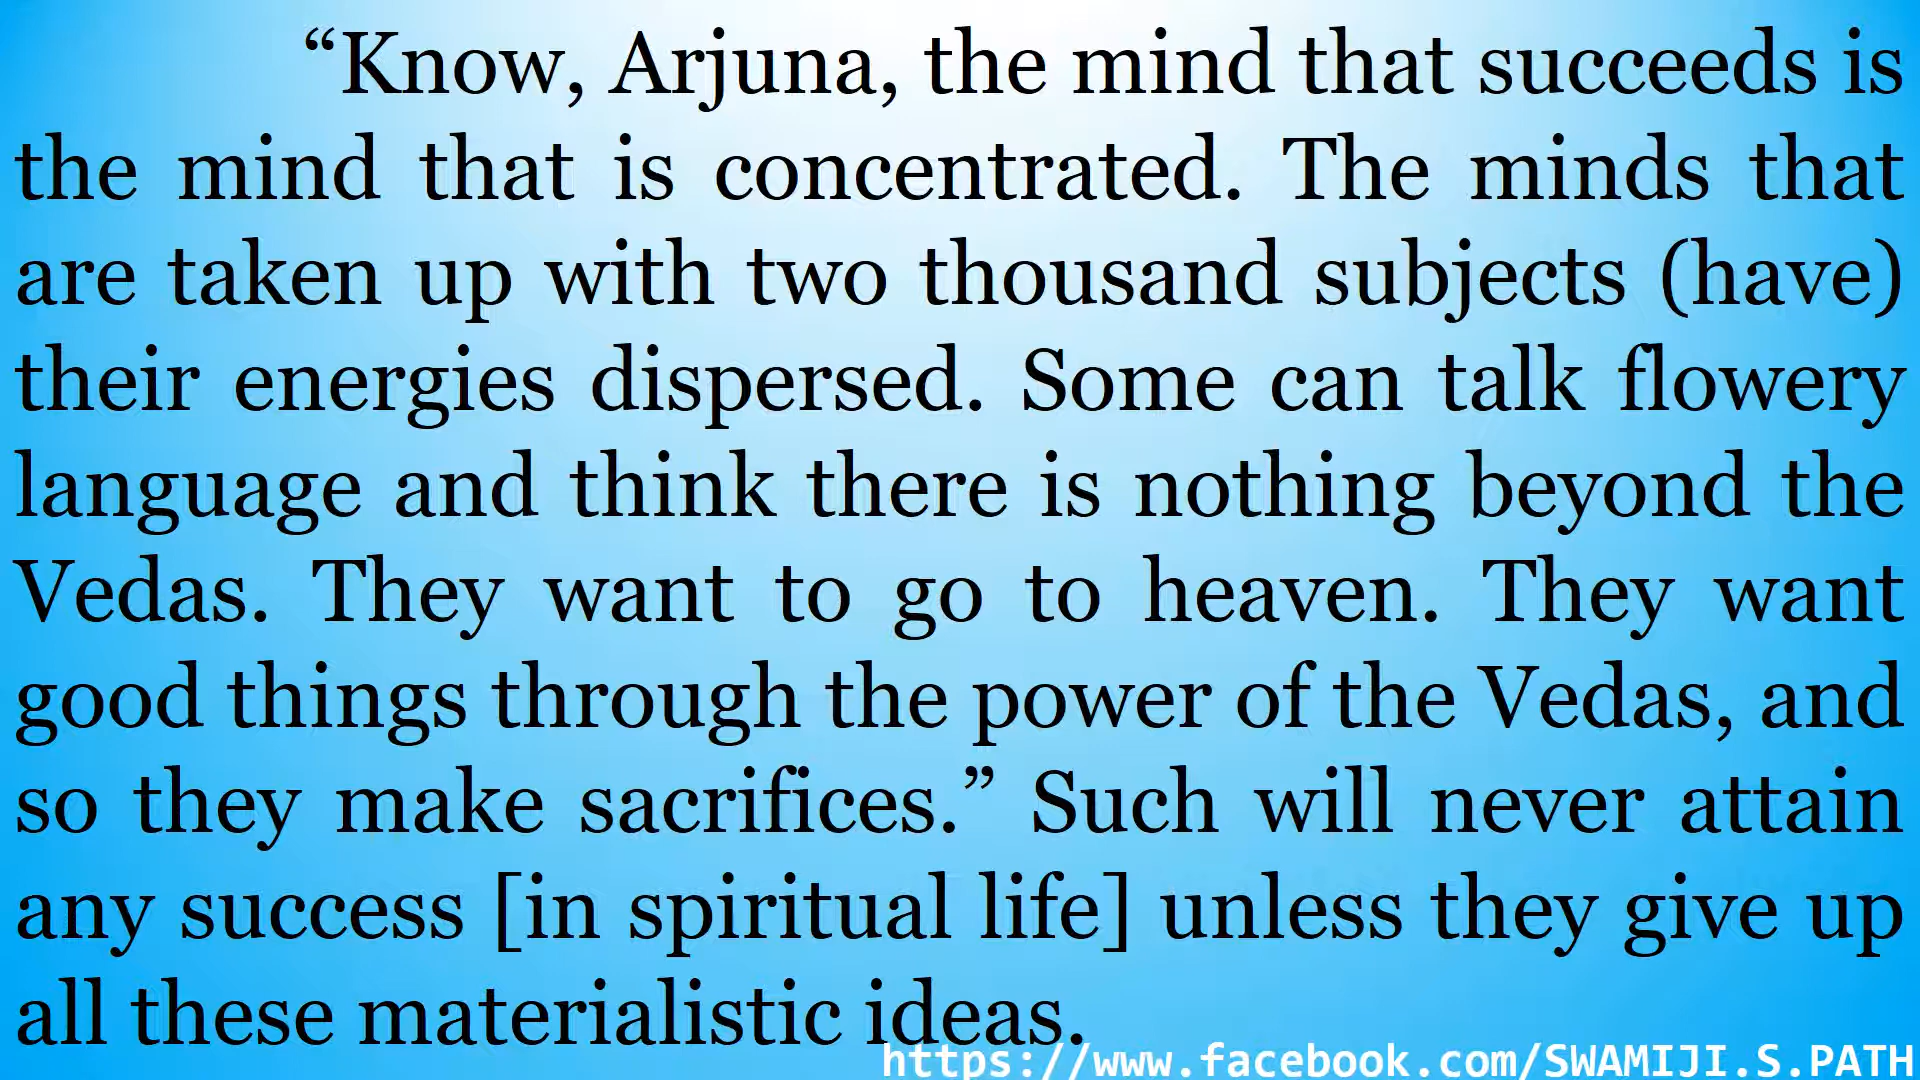 “Know, Arjuna, the mind that succeeds is
the mind that is concentrated. The minds that
are taken up with two thousand subjects (have)
their energies dispersed. Some can talk flowery
language and think there is nothing beyond the
Vedas. They want to go to heaven. They want
good things through the power of the Vedas, and
so they make sacrifices.” Such will never attain
any success [in spiritual life] unless they give up
all these materialistic ideas.
https://www.facebook.com/SWAMIJI.S.PATH